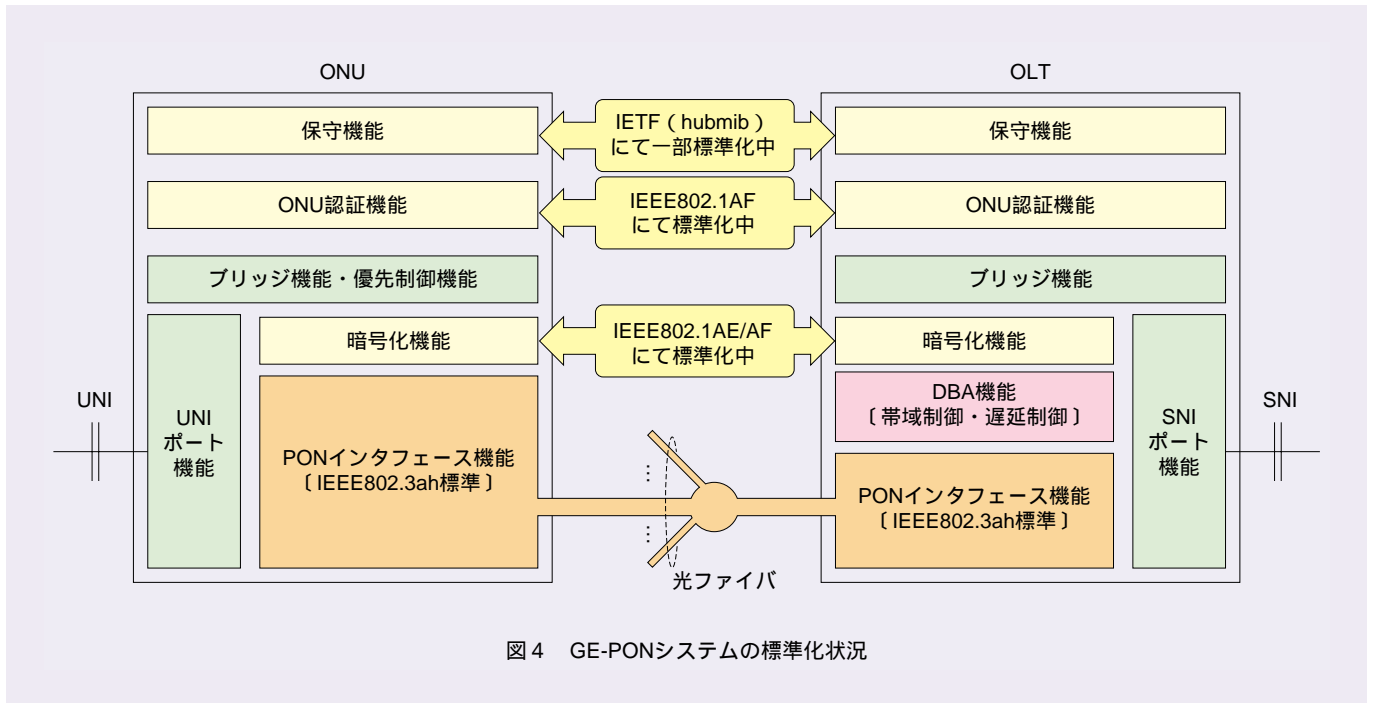 ONU
OLT
保守機能
IETF（hubmib）
にて一部標準化中
保守機能
ONU認証機能
IEEE802.1AF
にて標準化中
ONU認証機能
ブリッジ機能・優先制御機能
ブリッジ機能
暗号化機能
IEEE802.1AE/AF
にて標準化中
暗号化機能
DBA機能
〔帯域制御・遅延制御〕
UNI
UNI
ポート
機能
PONインタフェース機能
〔IEEE802.3ah標準〕
…
…
光ファイバ
PONインタフェース機能
〔IEEE802.3ah標準〕
SNI
ポート
機能
SNI
図4　GE-PONシステムの標準化状況